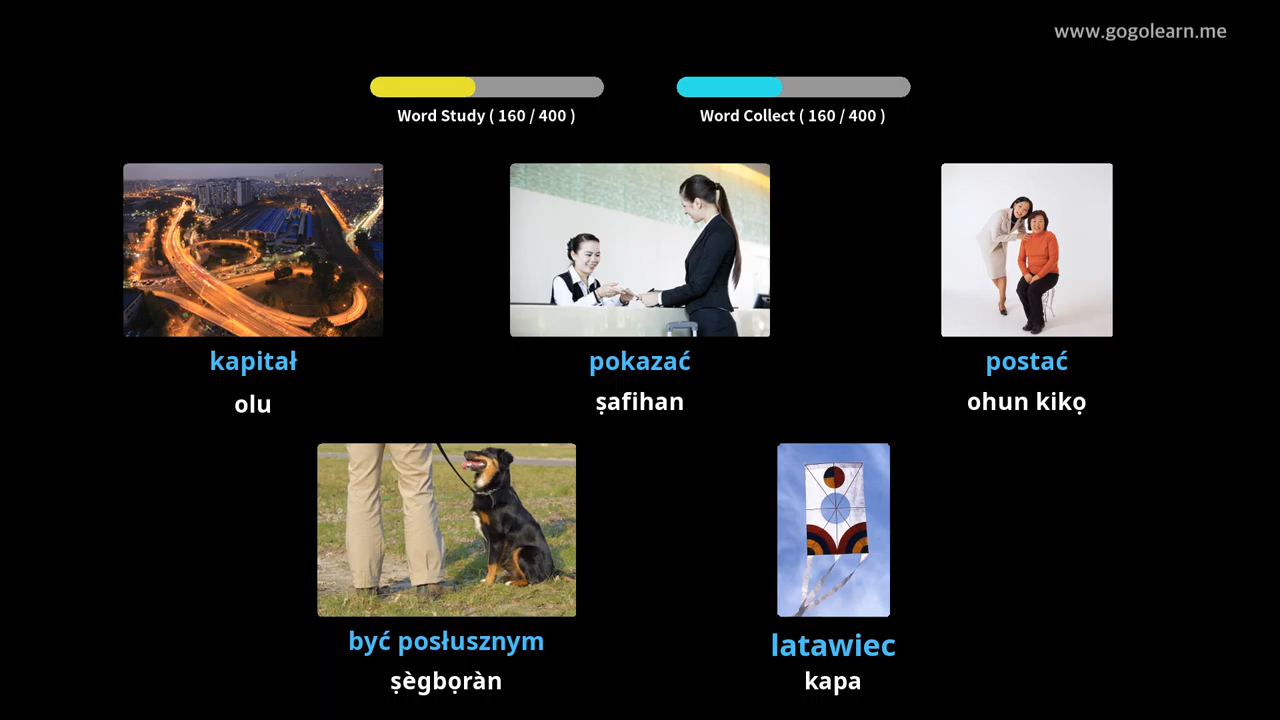 www.gogolearn.me
Word Study ( 160 / 400 )
Word Collect ( 160 / 400 )
kapitał
olu
pokazać
ṣafihan
postać
ohun kikọ
być posłusznym
ṣègbọràn
latawiec
kapa